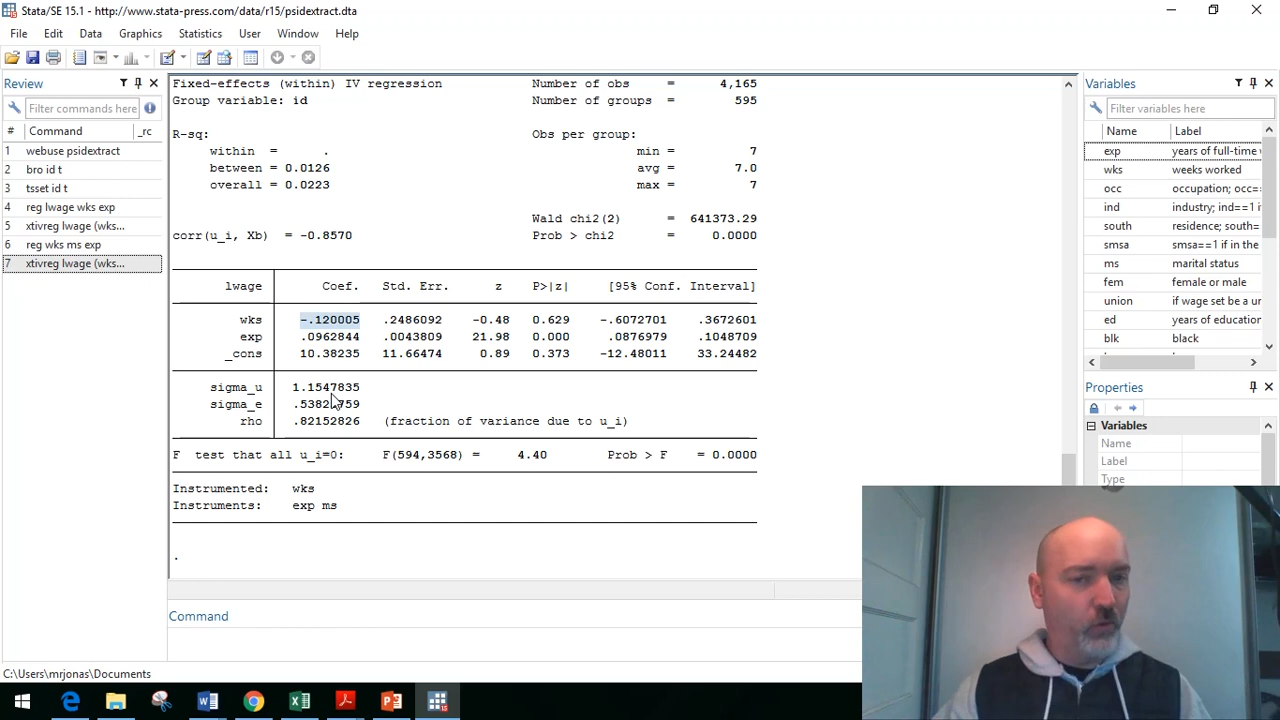 Stata/SE 15.1 - http://www.stata-press.com/data/r15/psidextract.dta
File Edit Data Graphics Statistics User Window Help
Review
Filter commands here
# Command _rc
1 webuse psidextract
2 bro id t
3 tsset id t
4 reg lwage wks exp
5 xtivreg lwage (wks...
6 reg wks ms exp
7 xtivreg lwage (wks...
Fixed-effects (within) IV regression Number of obs = 4,165
Group variable: id Number of groups = 595
R-sq: Obs per group:
within = . min = 7
between = 0.0126 avg = 7.0
overall = 0.0223 max = 7
Wald chi2(2) = 641373.29
corr(u_i, Xb) = -0.8570 Prob > chi2 = 0.0000
lwage Coef. Std. Err. z P>|z| [95% Conf. Interval]
wks -.120005 .2486092 -0.48 0.629 -.6072701 .3672601
exp .0962844 .0043809 21.98 0.000 .0876979 .1048709
_cons 10.38235 11.66474 0.89 0.373 -12.48011 33.24482
sigma_u 1.1547835
sigma_e
rho .82152826 (fraction of variance due to u_i)
F test that all u_i=0: F(594,3568) = 4.40 Prob > F = 0.0000
Instrumented: wks
Instruments: exp ms
.
Command
C:\Users\mrjonas\Documents
Variables
Filter variables here
Name Label
exp years of full-time
wks weeks worked
occ occupation; occ==
ind industry; ind==1 if
south residence; south=
smsa smsa==1 if in the
ms marital status
fem female or male
union if wage set be a
ed years of education
blk black
Properties
Variables
Name
Label
Type